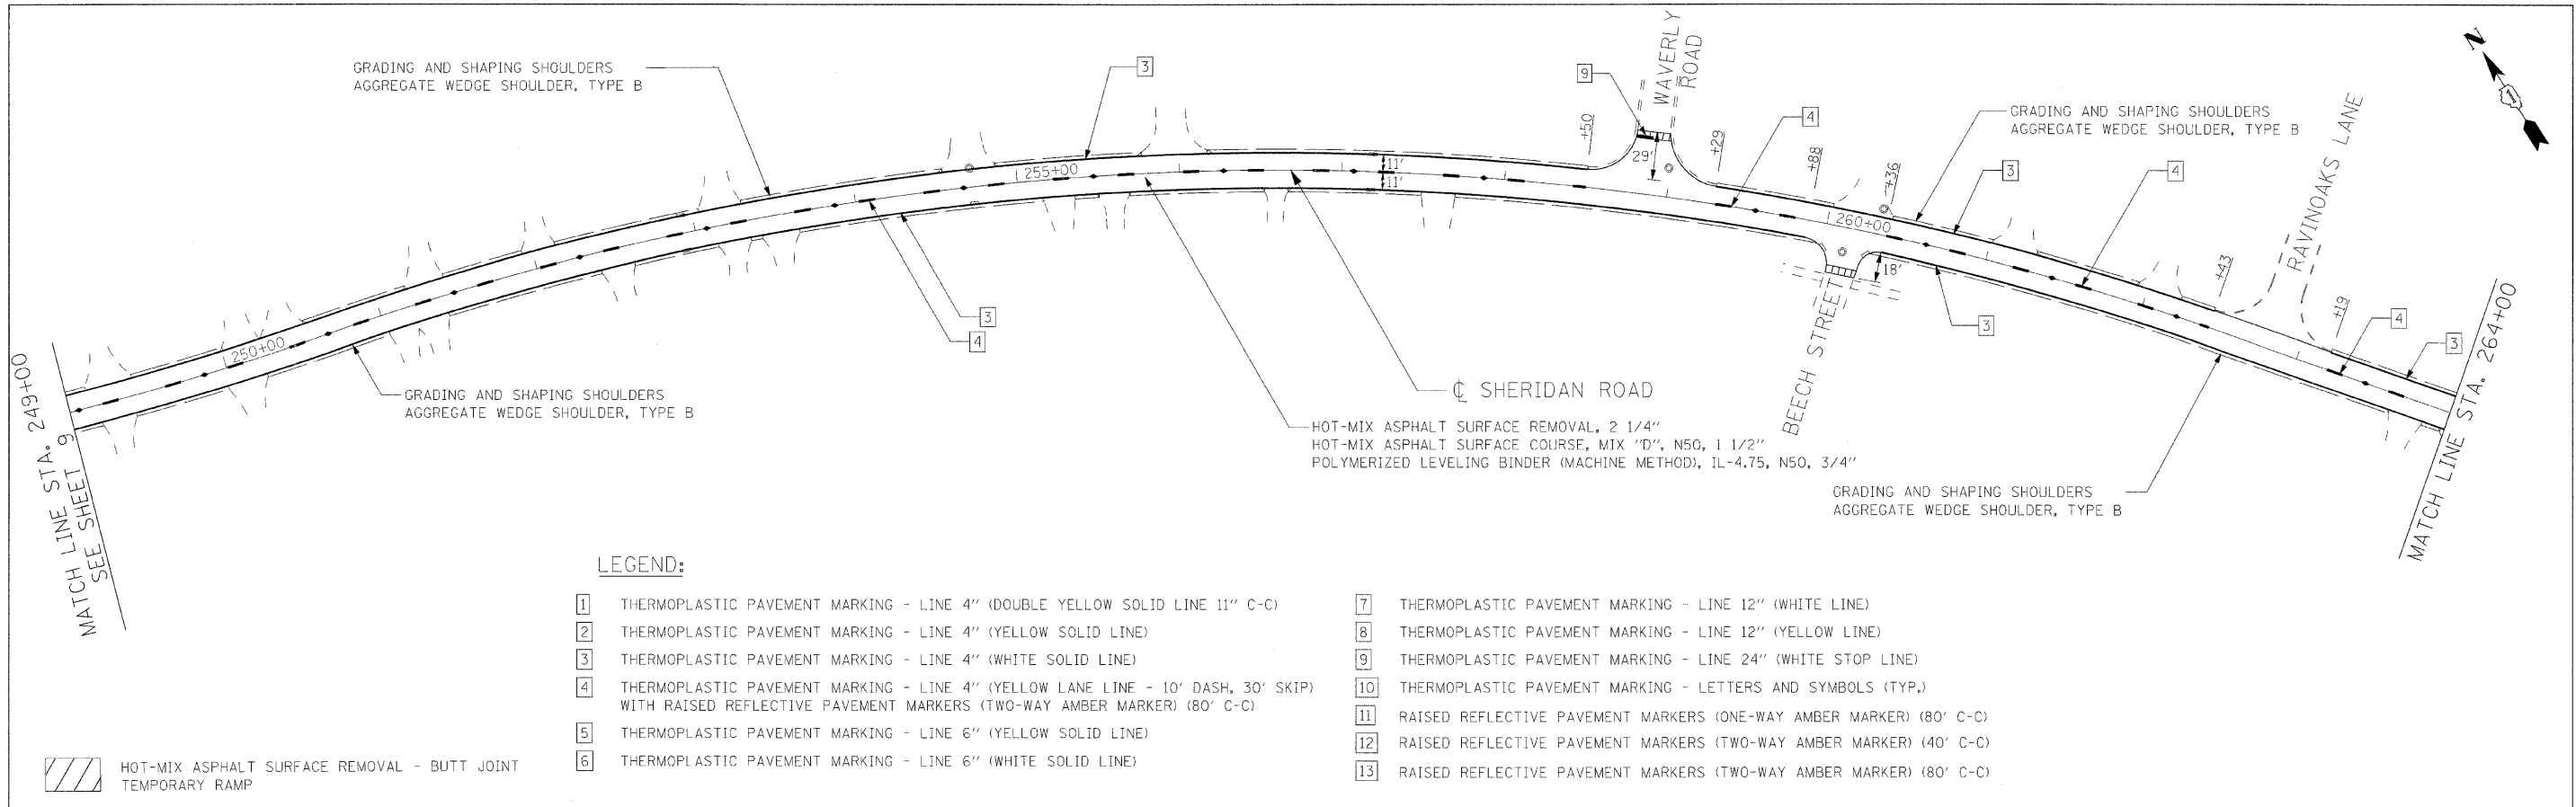 GRADING AND SHAPING SHOULDERS
AGGREGATE WEDGE SHOULDER, TYPE B
3
9
WAVERLY
ROAD
N
1
+50
4
+29
+88
+36
GRADING AND SHAPING SHOULDERS
AGGREGATE WEDGE SHOULDER, TYPE B
3
4
RAVINOAKS LANE
29'
11'
11'
255+00
260+00
18'
+43
+19
4
3
250+00
3
4
3
BEECH STREET
MATCH LINE STA. 249+00
SEE SHEET 9
GRADING AND SHAPING SHOULDERS
AGGREGATE WEDGE SHOULDER, TYPE B
℄ SHERIDAN ROAD
HOT-MIX ASPHALT SURFACE REMOVAL, 2 1/4"
HOT-MIX ASPHALT SURFACE COURSE, MIX "D", N50, 1 1/2"
POLYMERIZED LEVELING BINDER (MACHINE METHOD), IL-4.75, N50, 3/4"
GRADING AND SHAPING SHOULDERS
AGGREGATE WEDGE SHOULDER, TYPE B
MATCH LINE STA. 264+00
LEGEND:
1 THERMOPLASTIC PAVEMENT MARKING - LINE 4" (DOUBLE YELLOW SOLID LINE 11" C-C)
2 THERMOPLASTIC PAVEMENT MARKING - LINE 4" (YELLOW SOLID LINE)
3 THERMOPLASTIC PAVEMENT MARKING - LINE 4" (WHITE SOLID LINE)
4 THERMOPLASTIC PAVEMENT MARKING - LINE 4" (YELLOW LANE LINE - 10' DASH, 30' SKIP)
WITH RAISED REFLECTIVE PAVEMENT MARKERS (TWO-WAY AMBER MARKER) (80' C-C)
5 THERMOPLASTIC PAVEMENT MARKING - LINE 6" (YELLOW SOLID LINE)
6 THERMOPLASTIC PAVEMENT MARKING - LINE 6" (WHITE SOLID LINE)
7 THERMOPLASTIC PAVEMENT MARKING - LINE 12" (WHITE LINE)
8 THERMOPLASTIC PAVEMENT MARKING - LINE 12" (YELLOW LINE)
9 THERMOPLASTIC PAVEMENT MARKING - LINE 24" (WHITE STOP LINE)
10 THERMOPLASTIC PAVEMENT MARKING - LETTERS AND SYMBOLS (TYP.)
11 RAISED REFLECTIVE PAVEMENT MARKERS (ONE-WAY AMBER MARKER) (80' C-C)
12 RAISED REFLECTIVE PAVEMENT MARKERS (TWO-WAY AMBER MARKER) (40' C-C)
13 RAISED REFLECTIVE PAVEMENT MARKERS (TWO-WAY AMBER MARKER) (80' C-C)
HOT-MIX ASPHALT SURFACE REMOVAL - BUTT JOINT
TEMPORARY RAMP